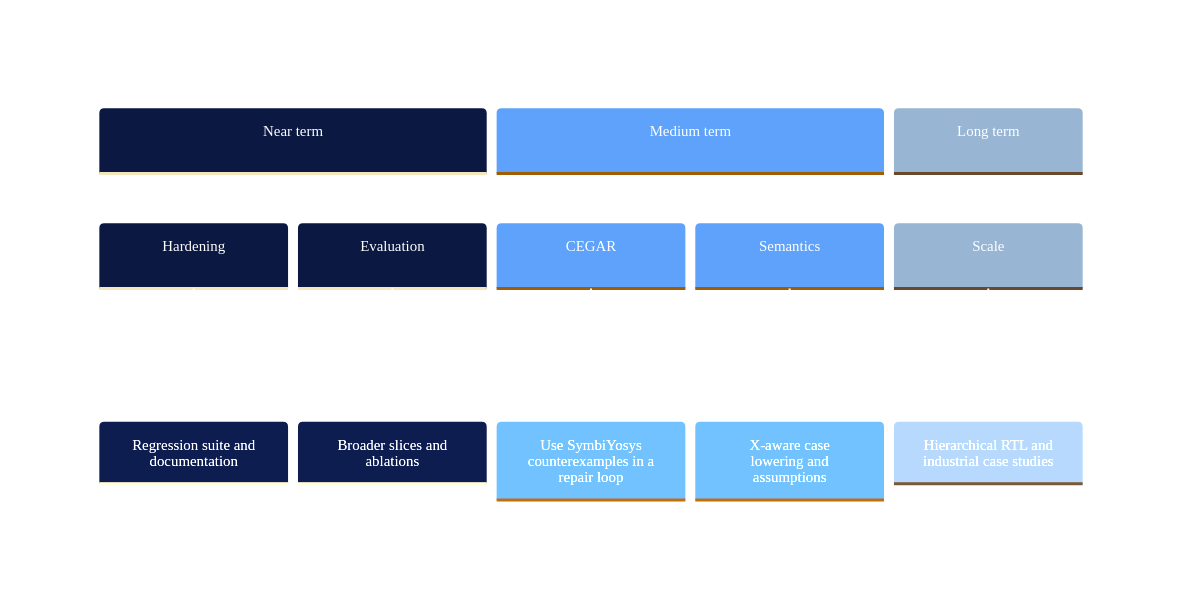 Near term
Medium term
Long term
Hardening
Evaluation
CEGAR
Semantics
Scale
Regression suite and
documentation
Broader slices and
ablations
Use SymbiYosys
counterexamples in a
repair loop
X-aware case
lowering and
assumptions
Hierarchical RTL and
industrial case studies